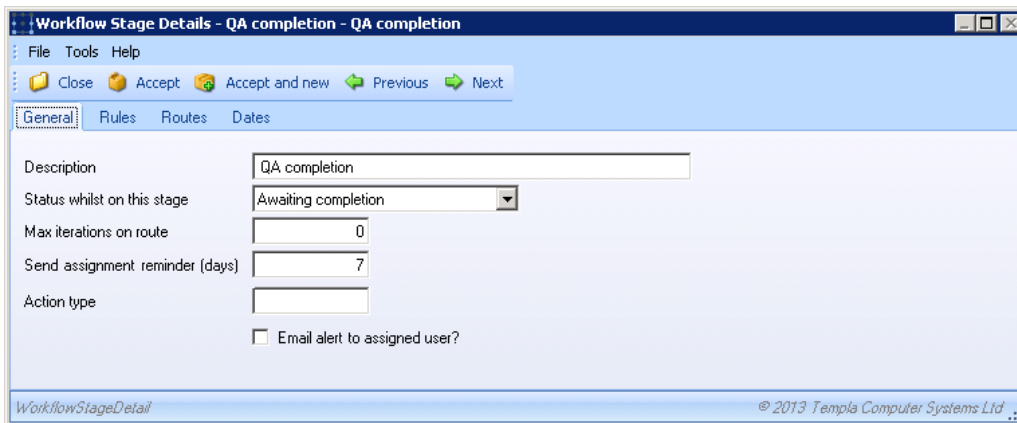 Workflow Stage Details - QA completion - QA completion
File Tools Help
Close Accept Accept and new Previous Next
General Rules Routes Dates
Description QA completion
Status whilst on this stage Awaiting completion
Max iterations on route 0
Send assignment reminder (days) 7
Action type
Email alert to assigned user?
WorkflowStageDetail © 2013 Templa Computer Systems Ltd